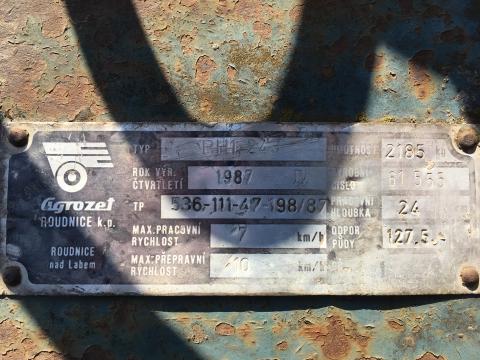 TYP HMOTNOST 2185 kg
ROK VÝR. ČTVRTLETÍ 1987 IV VÝROBNÍ ČÍSLO 61 555
Agrozet
ROUDNICE k.p.
TP 536-111-47-198/87 PRACOVNÍ HLOUBKA 24
ROUDNICE
nad Labem
MAX.PRACOVNÍ RYCHLOST 7 km/h ODPOR PŮDY 127,5
MAX.PŘEPRAVNÍ RYCHLOST 10 km/h